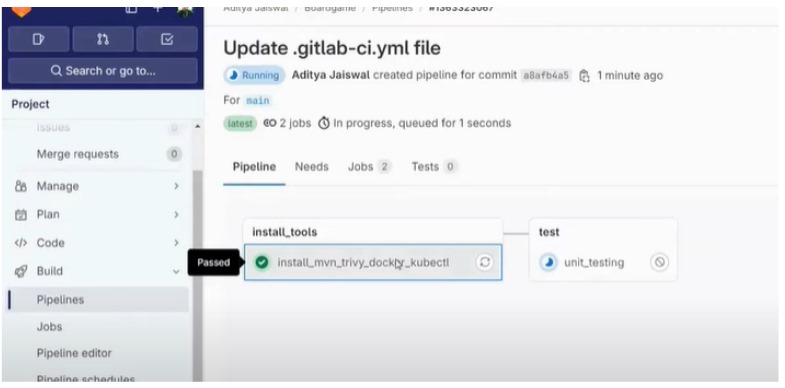 Aditya Jaiswal / Boardgame / Pipelines / #1363323067
Update .gitlab-ci.yml file
Running Aditya Jaiswal created pipeline for commit a8afb4a5 1 minute ago
For main
latest 2 jobs In progress, queued for 1 seconds
Pipeline Needs Jobs 2 Tests 0
install_tools
Passed install_mvn_trivy_docker_kubectl
test
unit_testing
Search or go to...
Project
Issues 0
Merge requests 0
Manage
Plan
Code
Build
Pipelines
Jobs
Pipeline editor
Pipeline schedules